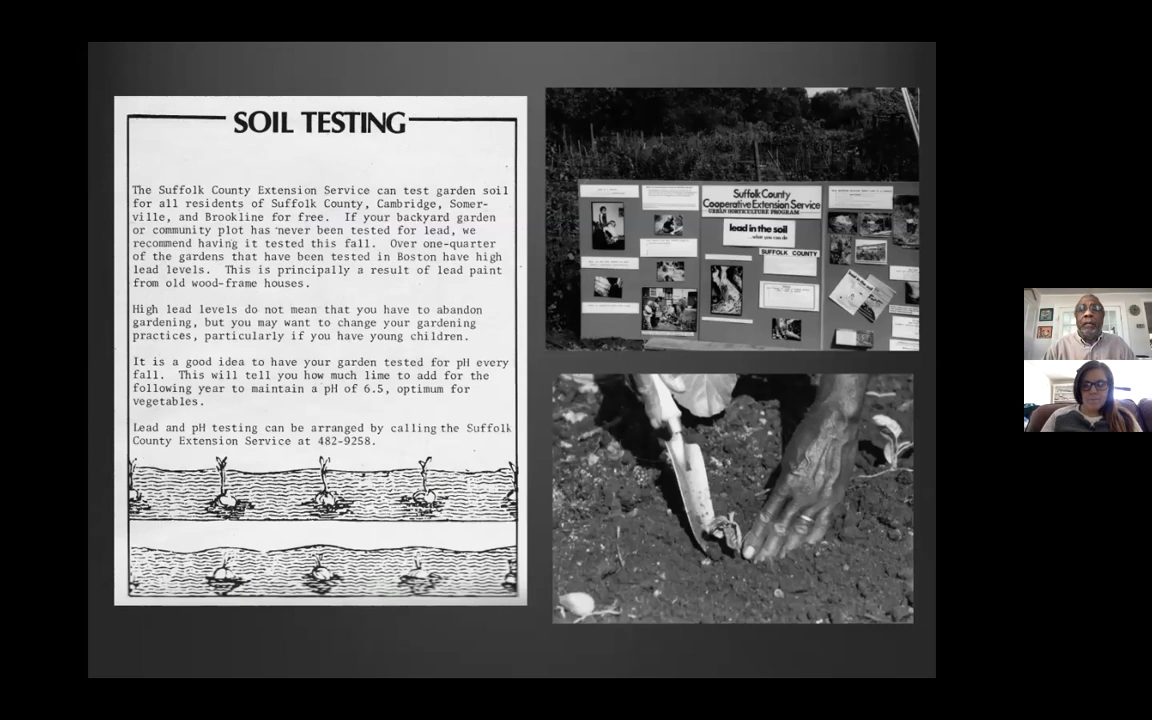 SOIL TESTING
The Suffolk County Extension Service can test garden soil
for all residents of Suffolk County, Cambridge, Somer-
ville, and Brookline for free.  If your backyard garden
or community plot has never been tested for lead, we
recommend having it tested this fall.  Over one-quarter
of the gardens that have been tested in Boston have high
lead levels.  This is principally a result of lead paint
from old wood-frame houses.
High lead levels do not mean that you have to abandon
gardening, but you may want to change your gardening
practices, particularly if you have young children.
It is a good idea to have your garden tested for pH every
fall.  This will tell you how much lime to add for the
following year to maintain a pH of 6.5, optimum for
vegetables.
Lead and pH testing can be arranged by calling the Suffolk
County Extension Service at 482-9258.
Suffolk County
Cooperative Extension Service
URBAN HORTICULTURE PROGRAM
lead in the soil
...what you can do
SUFFOLK COUNTY